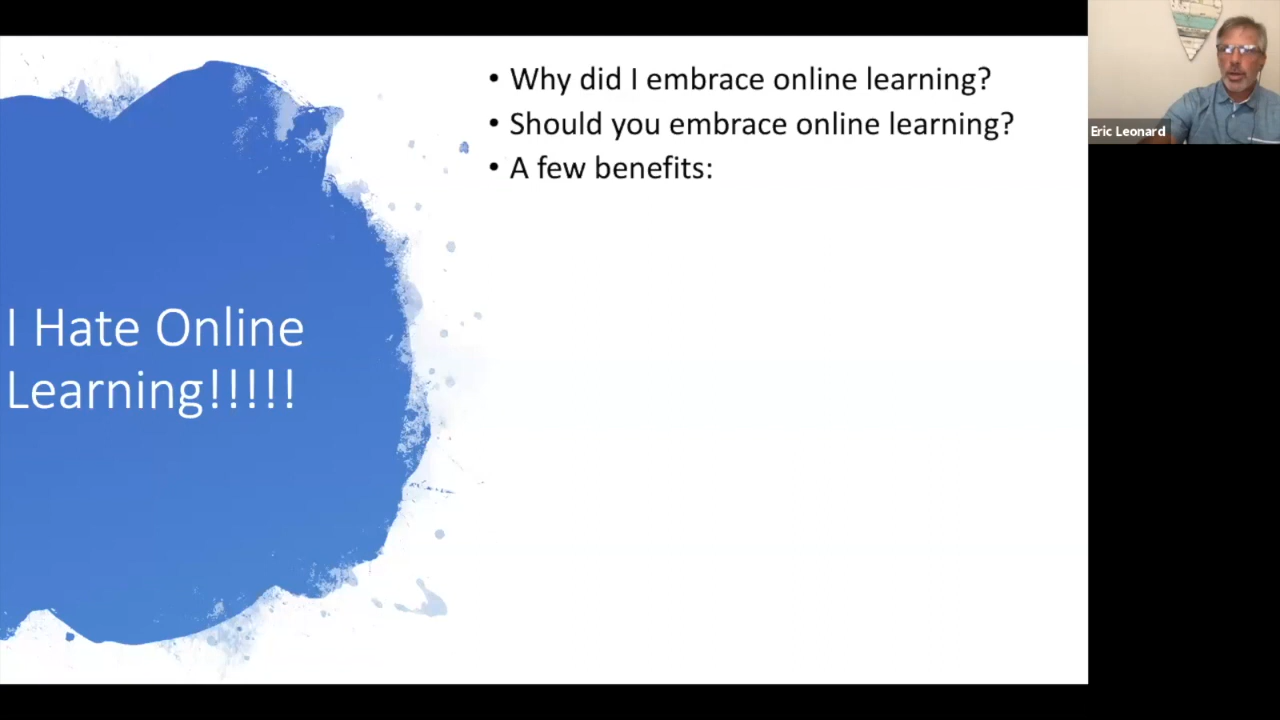 I Hate Online
Learning!!!!!
• Why did I embrace online learning?
• Should you embrace online learning?
• A few benefits:
Eric Leonard